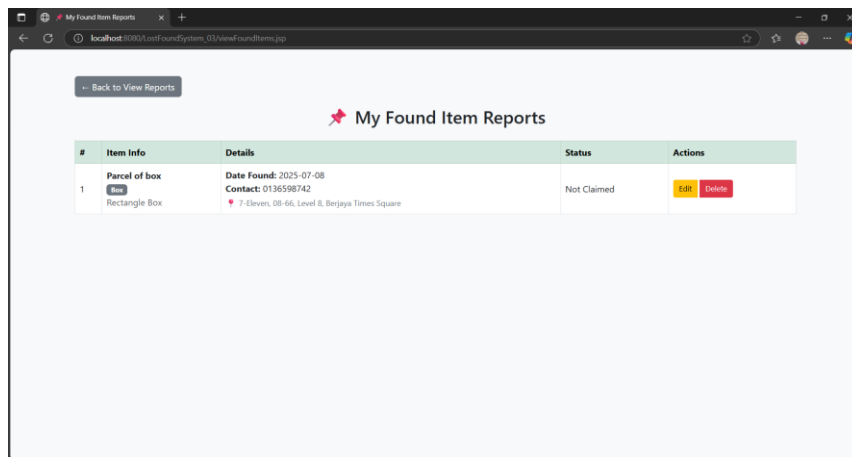 My Found Item Reports
localhost:8080/LostFoundSystem_03/viewFoundItems.jsp
← Back to View Reports
My Found Item Reports
# Item Info Details Status Actions
1 Parcel of box Date Found: 2025-07-08 Not Claimed Edit Delete
Box Contact: 0136598742
Rectangle Box 7-Eleven, 08-66, Level 8, Berjaya Times Square